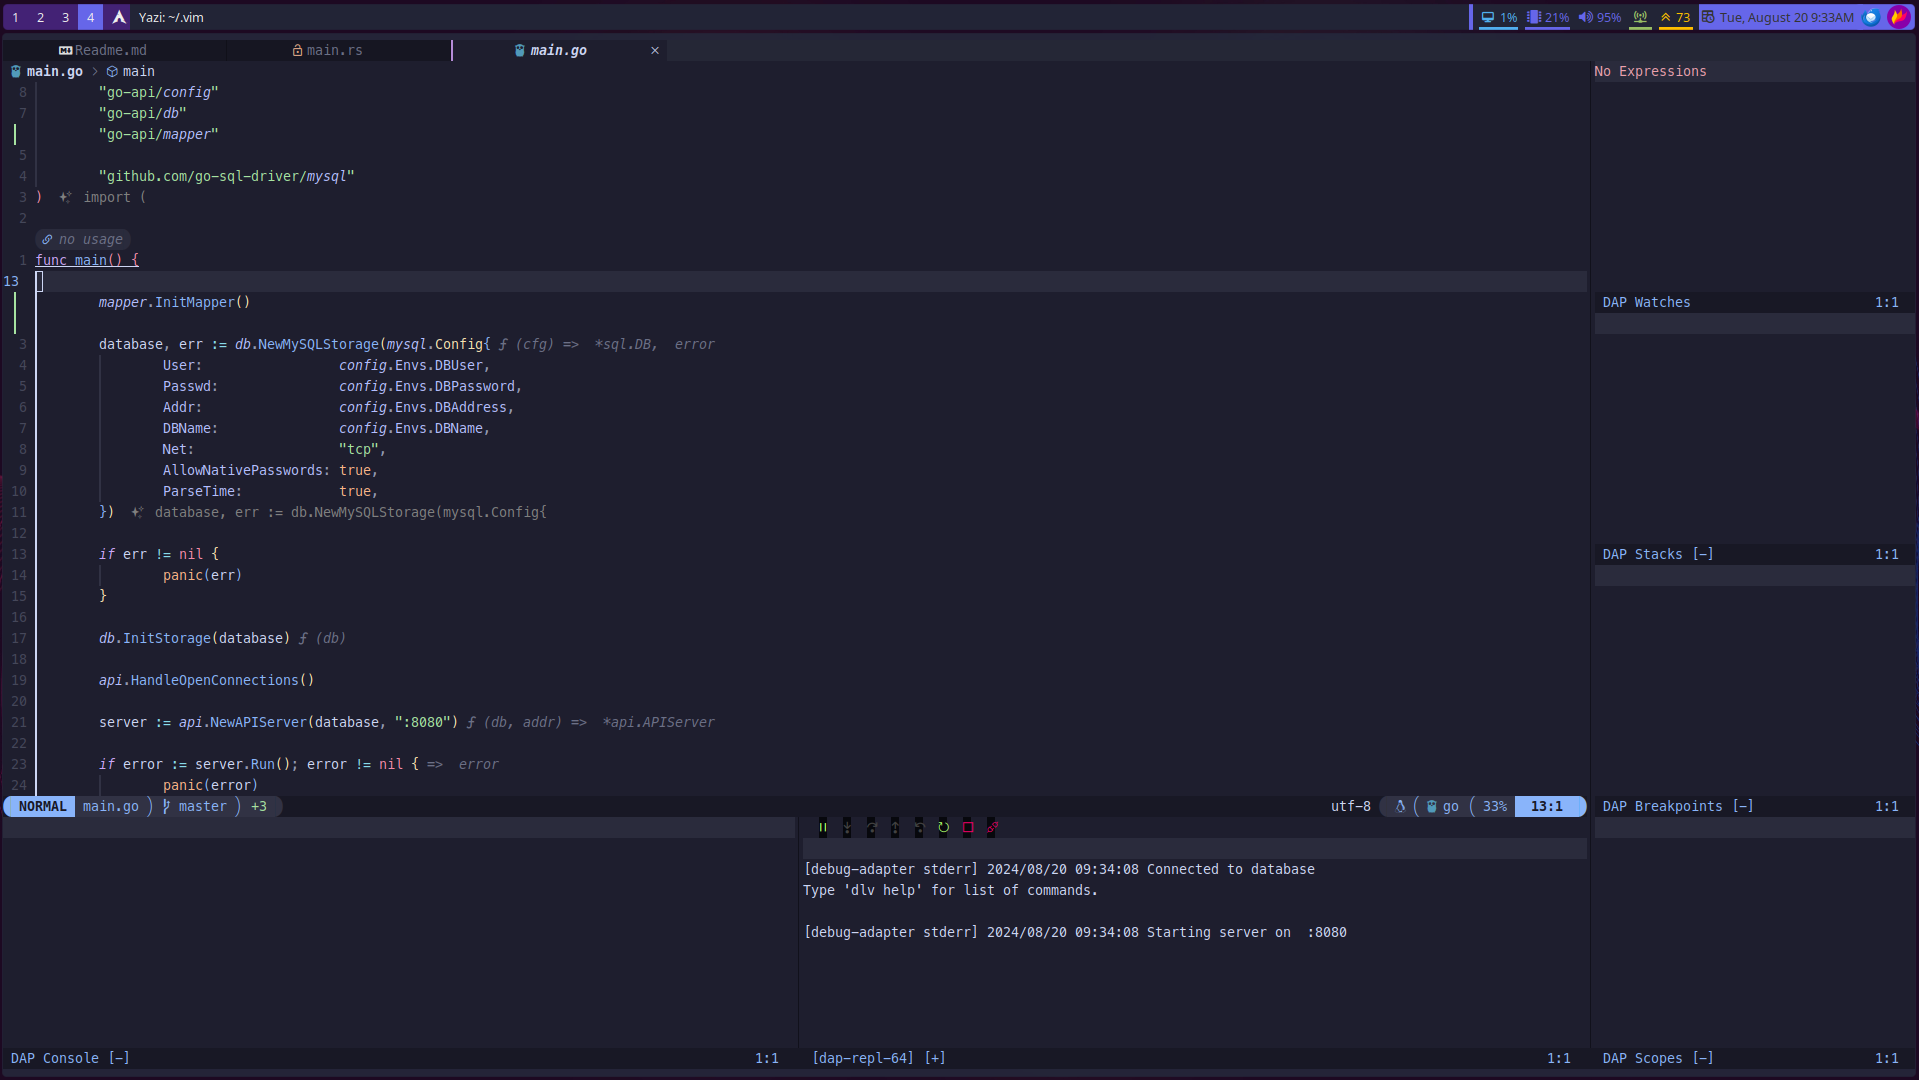 1 2 3 4 Yazi: ~/.vim 1% 21% 95% 73 Tue, August 20 9:33AM
Readme.md main.rs main.go ×
main.go > main
8 "go-api/config"
7 "go-api/db"
"go-api/mapper"
5
4 "github.com/go-sql-driver/mysql"
3 ) import (
2
no usage
1 func main() {
13
mapper.InitMapper()
3 database, err := db.NewMySQLStorage(mysql.Config{ (cfg) => *sql.DB, error
4 User: config.Envs.DBUser,
5 Passwd: config.Envs.DBPassword,
6 Addr: config.Envs.DBAddress,
7 DBName: config.Envs.DBName,
8 Net: "tcp",
9 AllowNativePasswords: true,
10 ParseTime: true,
11 }) database, err := db.NewMySQLStorage(mysql.Config{
12
13 if err != nil {
14 panic(err)
15 }
16
17 db.InitStorage(database) (db)
18
19 api.HandleOpenConnections()
20
21 server := api.NewAPIServer(database, ":8080") (db, addr) => *api.APIServer
22
23 if error := server.Run(); error != nil { => error
24 panic(error)
NORMAL main.go master +3 utf-8 go 33% 13:1
No Expressions
DAP Watches 1:1
DAP Stacks [-] 1:1
DAP Breakpoints [-] 1:1
[debug-adapter stderr] 2024/08/20 09:34:08 Connected to database
Type 'dlv help' for list of commands.
[debug-adapter stderr] 2024/08/20 09:34:08 Starting server on  :8080
DAP Console [-] 1:1
[dap-repl-64] [+] 1:1
DAP Scopes [-] 1:1